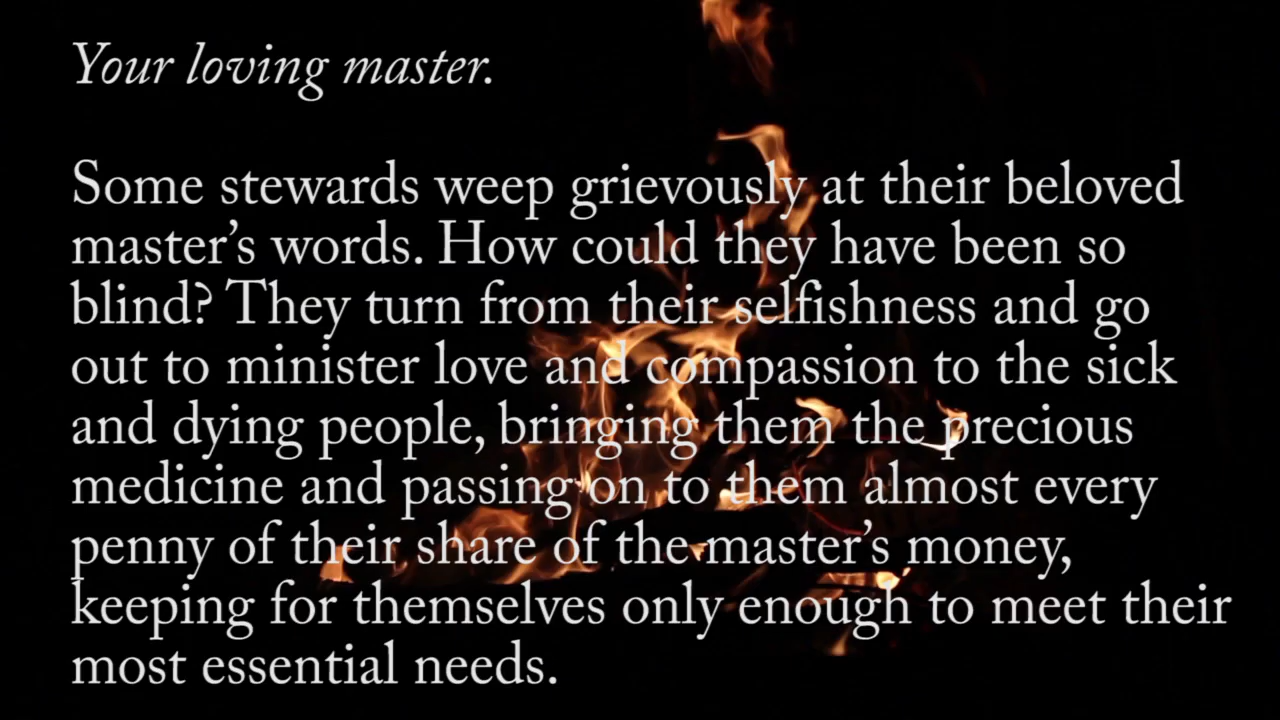 Your loving master.
Some stewards weep grievously at their beloved
master’s words. How could they have been so
blind? They turn from their selfishness and go
out to minister love and compassion to the sick
and dying people, bringing them the precious
medicine and passing on to them almost every
penny of their share of the master’s money,
keeping for themselves only enough to meet their
most essential needs.